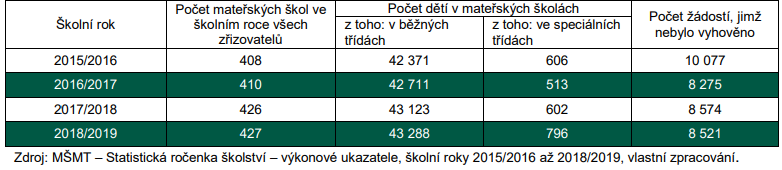 Školní rok
Počet mateřských škol ve
školním roce všech
zřizovatelů
Počet dětí v mateřských školách
z toho: v běžných
třídách
z toho: ve speciálních
třídách
Počet žádostí, jimž
nebylo vyhověno
2015/2016 408 42 371 606 10 077
2016/2017 410 42 711 513 8 275
2017/2018 426 43 123 602 8 574
2018/2019 427 43 288 796 8 521
Zdroj: MŠMT – Statistická ročenka školství – výkonové ukazatele, školní roky 2015/2016 až 2018/2019, vlastní zpracování.